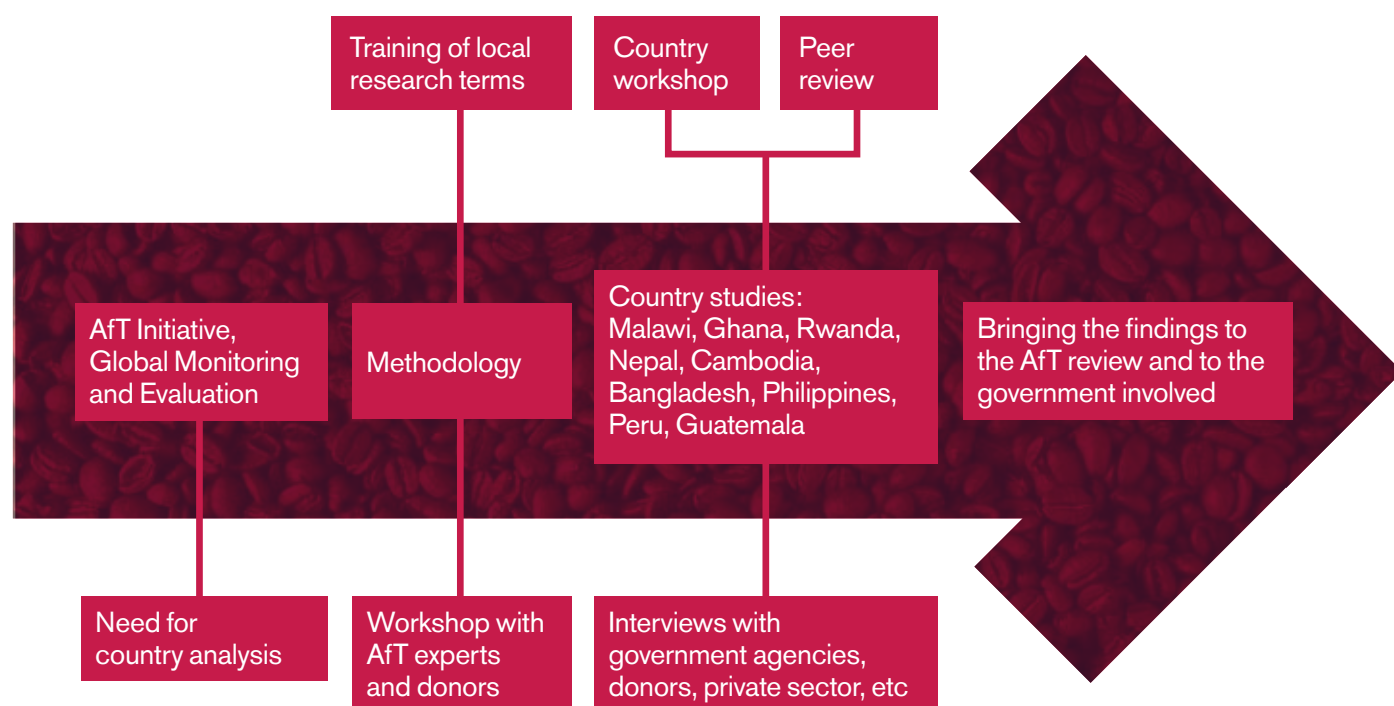 Training of local
research terms
Country
workshop
Peer
review
AfT Initiative,
Global Monitoring
and Evaluation
Methodology
Country studies:
Malawi, Ghana, Rwanda,
Nepal, Cambodia,
Bangladesh, Philippines,
Peru, Guatemala
Bringing the findings to
the AfT review and to the
government involved
Need for
country analysis
Workshop with
AfT experts
and donors
Interviews with
government agencies,
donors, private sector, etc